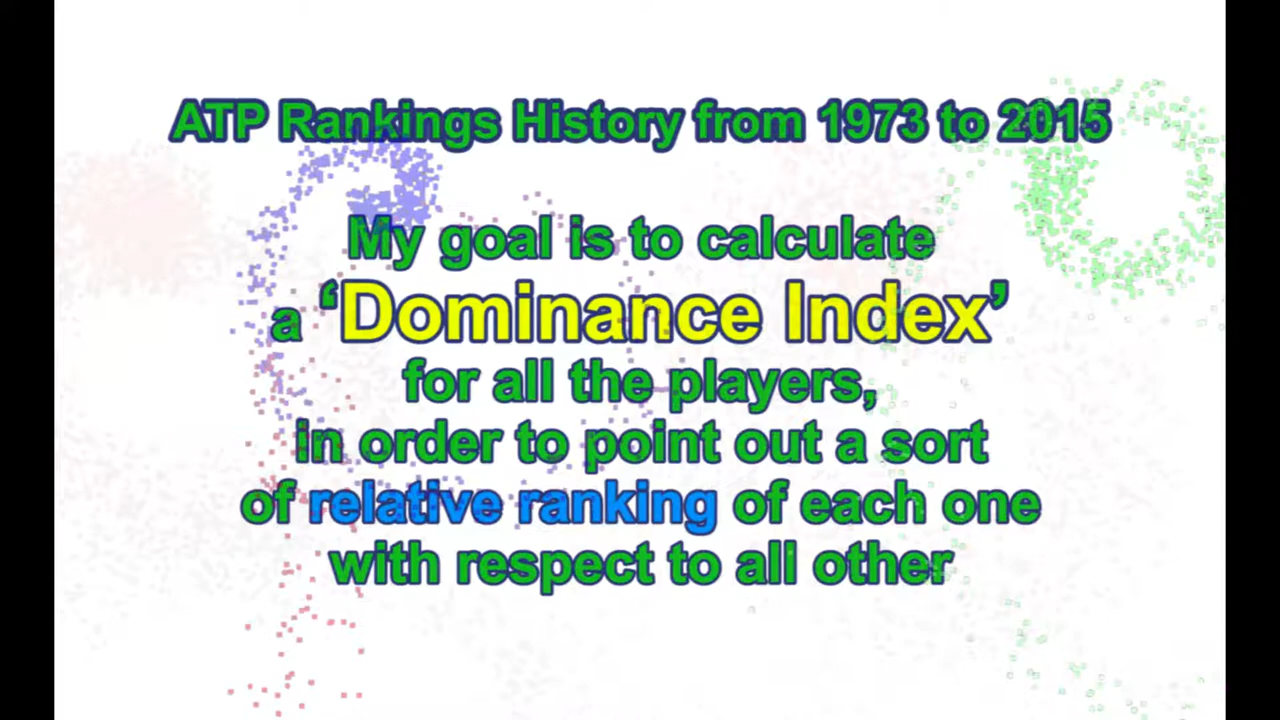 ATP Rankings History from 1973 to 2015
My goal is to calculate
a ‘Dominance Index’
for all the players,
in order to point out a sort
of relative ranking of each one
with respect to all other